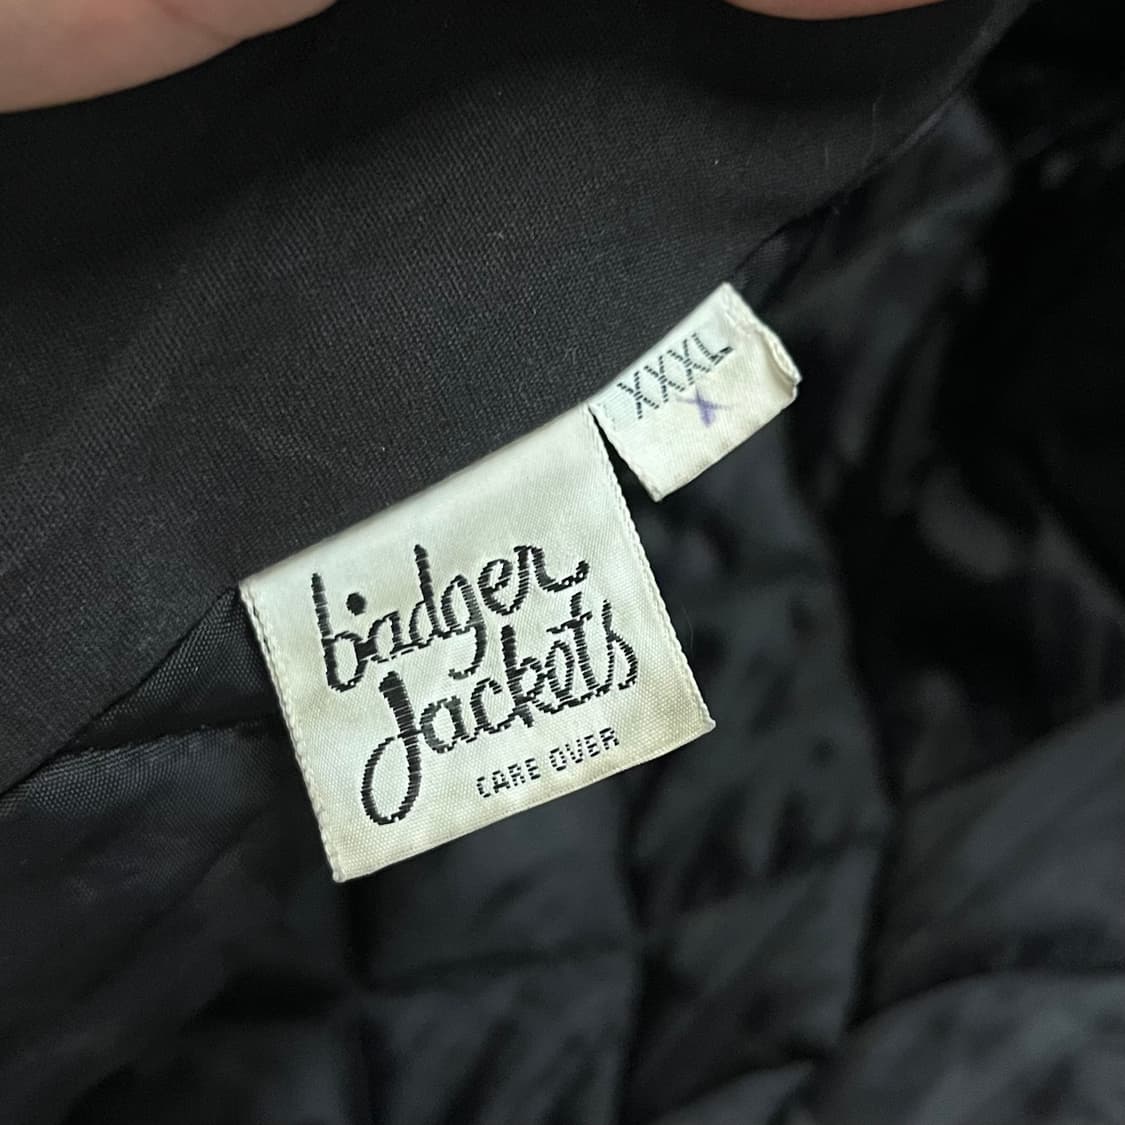 XXXL
X
badger
Jackets
CARE OVER